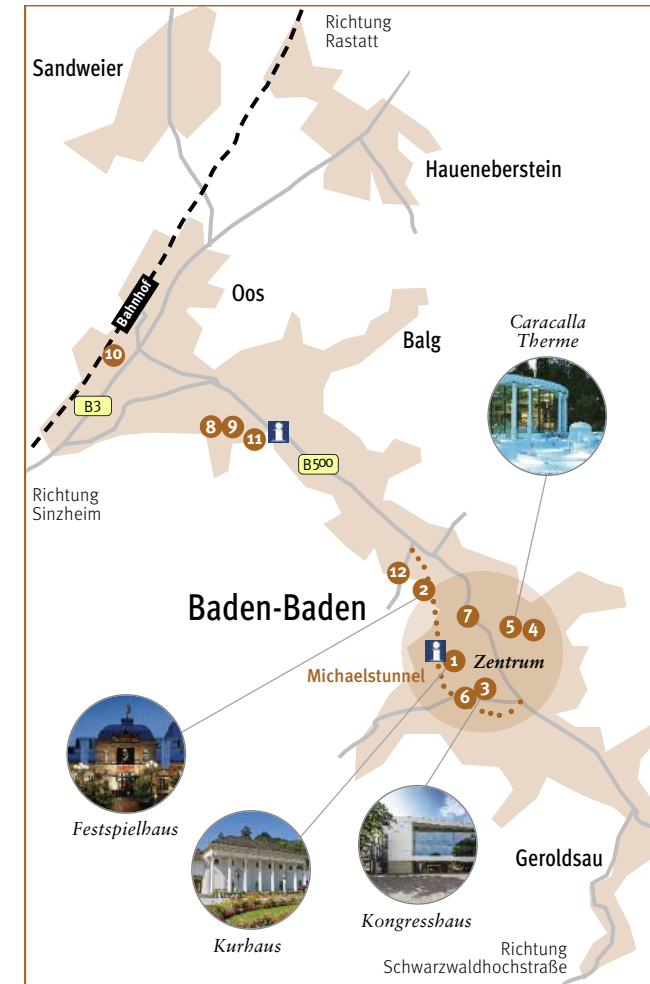 Richtung
Rastatt
Sandweier
Haueneberstein
Oos
Bahnhof
Balg
Caracalla
Therme
10
B3
8
9
11
i
B500
Richtung
Sinzheim
12
2
Baden-Baden
7
5
4
i
1
Zentrum
Michaelstunnel
6
3
Festspielhaus
Kurhaus
Kongresshaus
Geroldsau
Richtung
Schwarzwaldhochstraße